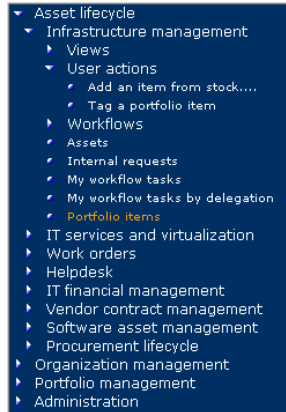 Asset lifecycle
Infrastructure management
Views
User actions
Add an item from stock....
Tag a portfolio item
Workflows
Assets
Internal requests
My workflow tasks
My workflow tasks by delegation
Portfolio items
IT services and virtualization
Work orders
Helpdesk
IT financial management
Vendor contract management
Software asset management
Procurement lifecycle
Organization management
Portfolio management
Administration